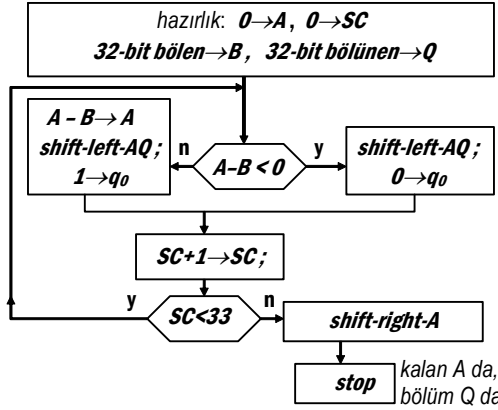 hazırlık: 0→A, 0→SC
32-bit bölen→B, 32-bit bölünen→Q
A – B→A
shift-left-AQ;
1→q₀
n
A–B < 0
y
shift-left-AQ;
0→q₀
SC+1→SC;
y
SC<33
n
shift-right-A
stop
kalan A da,
bölüm Q da